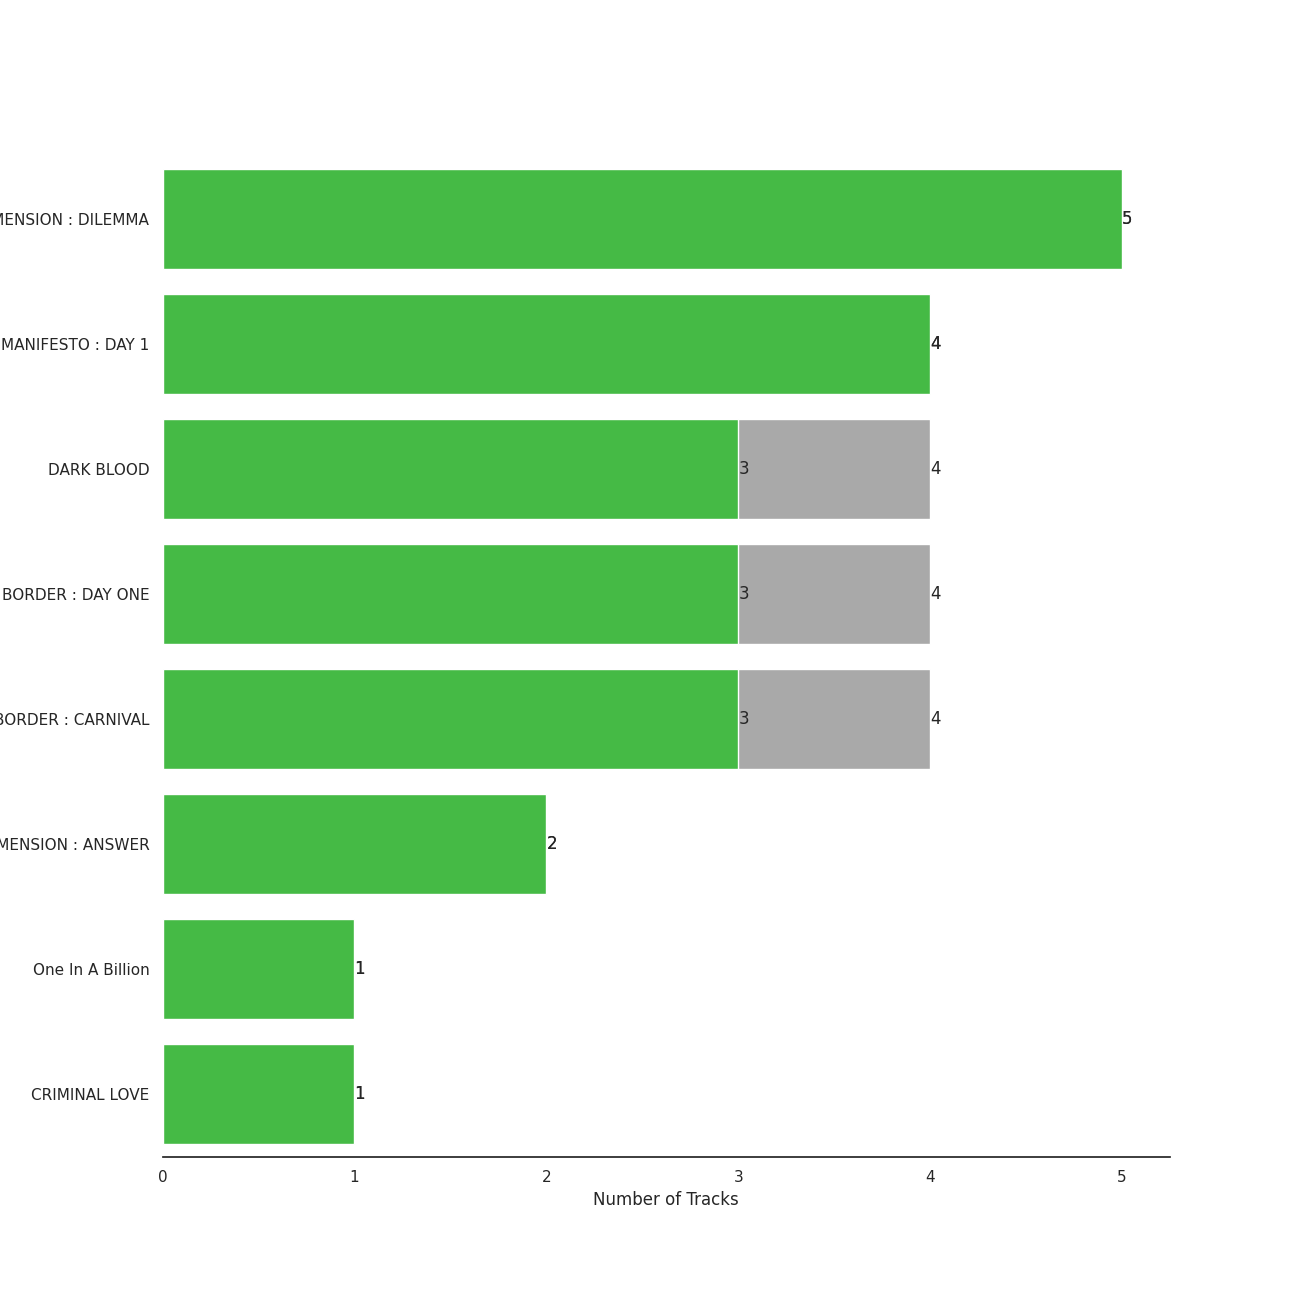 MENSION : DILEMMA
5
MANIFESTO : DAY 1
4
DARK BLOOD
3
4
BORDER : DAY ONE
3
4
BORDER : CARNIVAL
3
4
MENSION : ANSWER
2
One In A Billion
1
CRIMINAL LOVE
1
0 1 2 3 4 5
Number of Tracks